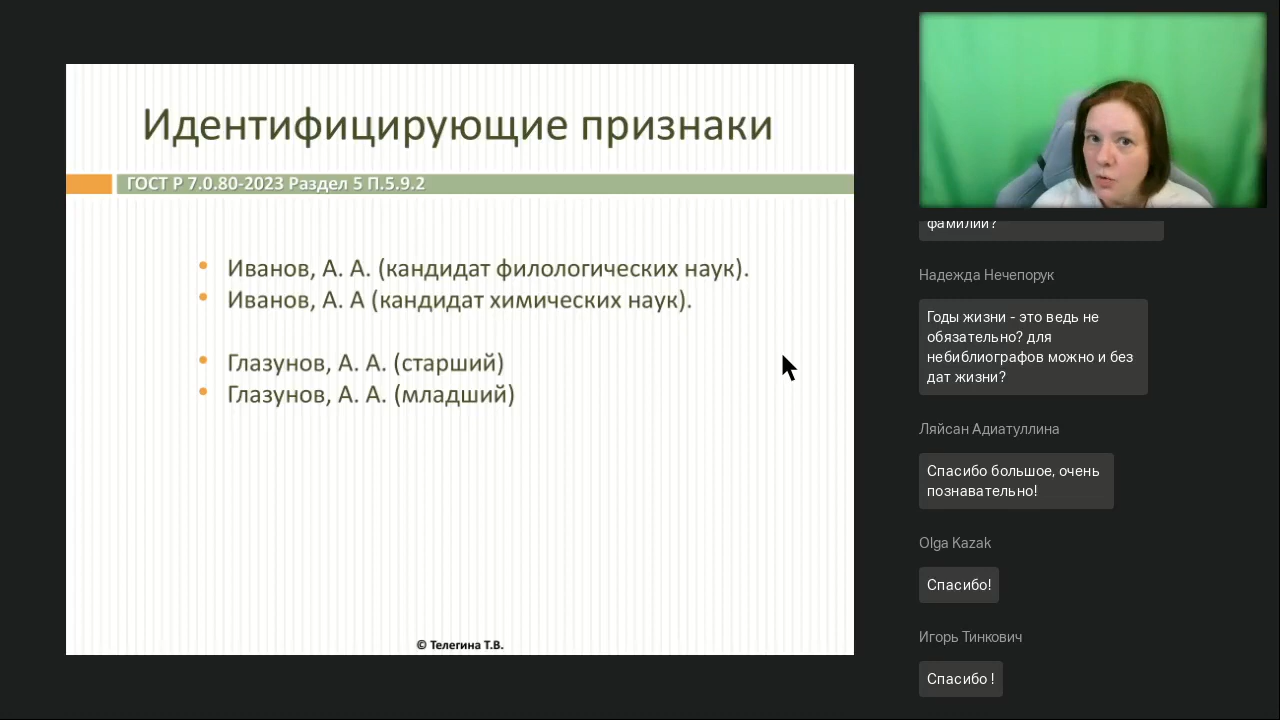 Идентифицирующие признаки
ГОСТ Р 7.0.80-2023 Раздел 5 П.5.9.2
• Иванов, А. А. (кандидат филологических наук).
• Иванов, А. А (кандидат химических наук).
• Глазунов, А. А. (старший)
• Глазунов, А. А. (младший)
© Телегина Т.В.
фамилии?
Надежда Нечепорук
Годы жизни - это ведь не
обязательно? для
небиблиографов можно и без
дат жизни?
Ляйсан Адиатуллина
Спасибо большое, очень
познавательно!
Olga Kazak
Спасибо!
Игорь Тинкович
Спасибо !